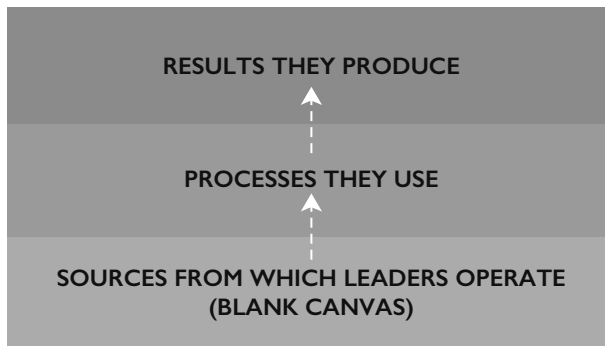 RESULTS THEY PRODUCE
PROCESSES THEY USE
SOURCES FROM WHICH LEADERS OPERATE
(BLANK CANVAS)